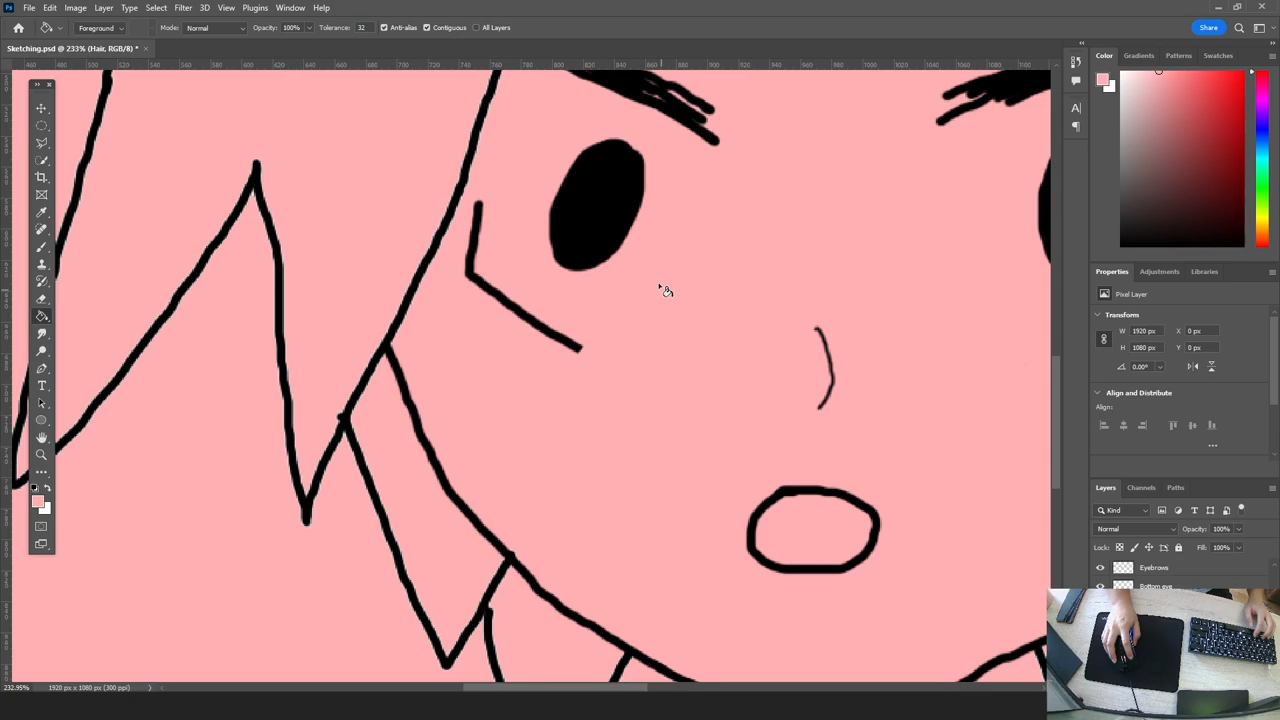 Ps File Edit Image Layer Type Select Filter 3D View Plugins Window Help
Foreground Mode: Normal Opacity: 100% Tolerance: 32 Anti-alias Contiguous All Layers Share
Sketching.psd @ 233% (Hair, RGB/8) * ×
Color Gradients Patterns Swatches
Properties Adjustments Libraries
Pixel Layer
Transform
W 1920 px X 0 px
H 1080 px Y 0 px
0.00°
Align and Distribute
Align:
Layers Channels Paths
Kind
Normal Opacity: 100%
Lock: Fill: 100%
Eyebrows
Bottom eye
232.95% 1920 px x 1080 px (300 ppi)